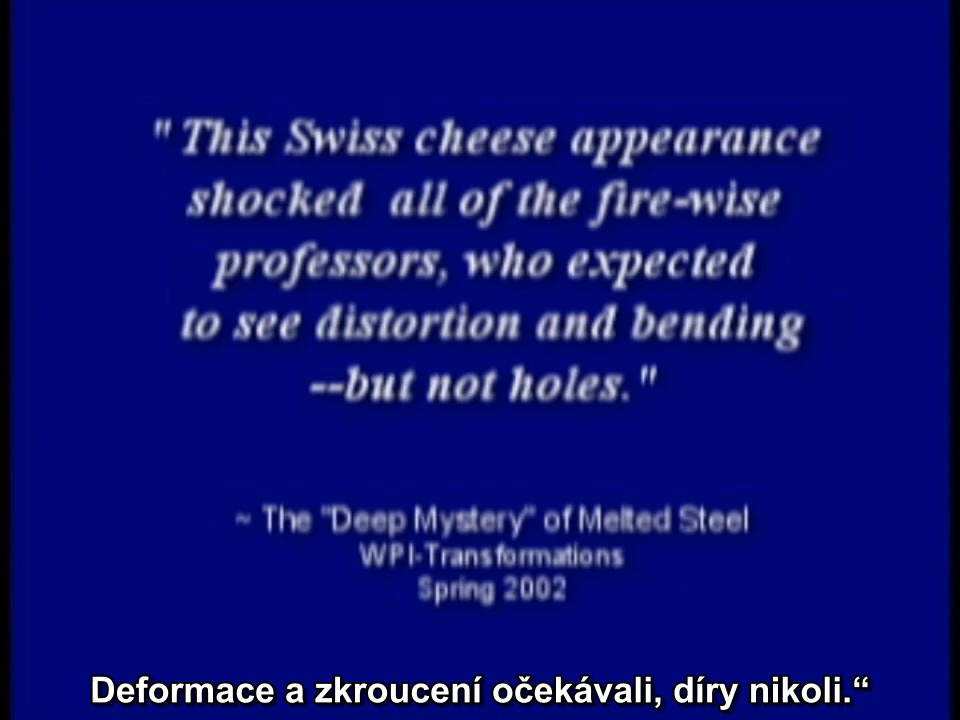 " This Swiss cheese appearance
shocked all of the fire-wise
professors, who expected
to see distortion and bending
--but not holes."
~ The "Deep Mystery" of Melted Steel
WPI-Transformations
Spring 2002
Deformace a zkroucení očekávali, díry nikoli.“